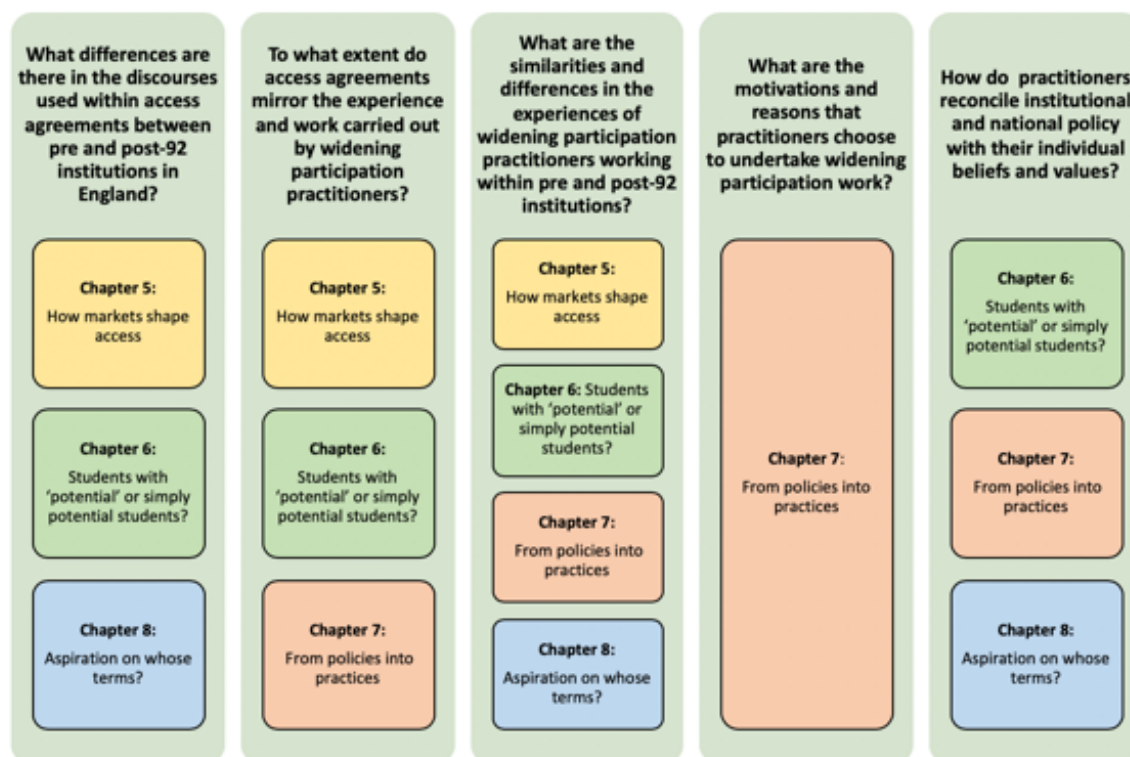 What differences are
there in the discourses
used within access
agreements between
pre and post-92
institutions in
England?
Chapter 5:
How markets shape
access
Chapter 6:
Students with
‘potential’ or simply
potential students?
Chapter 8:
Aspiration on whose
terms?
To what extent do
access agreements
mirror the experience
and work carried out
by widening
participation
practitioners?
Chapter 5:
How markets shape
access
Chapter 6:
Students with
‘potential’ or simply
potential students?
Chapter 7:
From policies into
practices
What are the
similarities and
differences in the
experiences of
widening participation
practitioners working
within pre and post-92
institutions?
Chapter 5:
How markets shape
access
Chapter 6: Students
with ‘potential’ or
simply potential
students?
Chapter 7:
From policies into
practices
Chapter 8:
Aspiration on whose
terms?
What are the
motivations and
reasons that
practitioners choose
to undertake widening
participation work?
Chapter 7:
From policies into
practices
How do practitioners
reconcile institutional
and national policy
with their individual
beliefs and values?
Chapter 6:
Students with
‘potential’ or simply
potential students?
Chapter 7:
From policies into
practices
Chapter 8:
Aspiration on whose
terms?